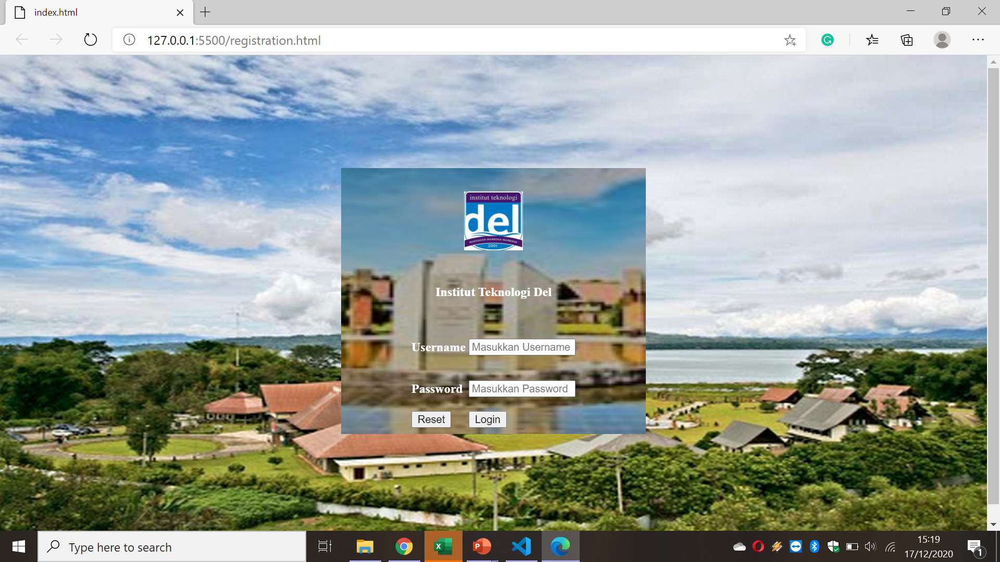 index.html
127.0.0.1:5500/registration.html
institut teknologi
del
MARTUHAN-MARROHA-MARBISUK
2001
Institut Teknologi Del
Username Masukkan Username
Password Masukkan Password
Reset Login
Type here to search
15:19
17/12/2020
1